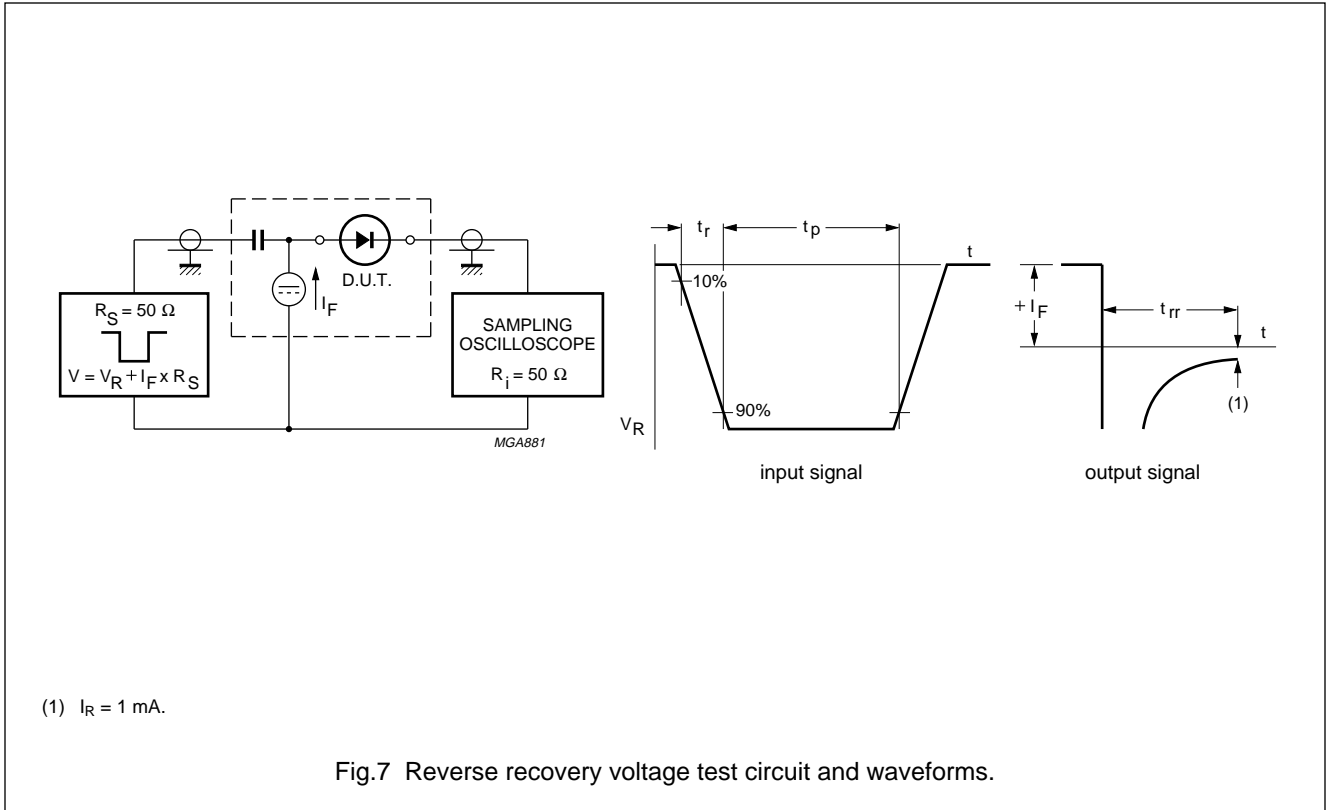 R_S = 50 Ω
V = V_R + I_F x R_S
I_F
D.U.T.
SAMPLING
OSCILLOSCOPE
R_i = 50 Ω
MGA881
t_r
t_p
t
10%
90%
V_R
input signal
+ I_F
t_rr
t
(1)
output signal
(1) I_R = 1 mA.
Fig.7 Reverse recovery voltage test circuit and waveforms.